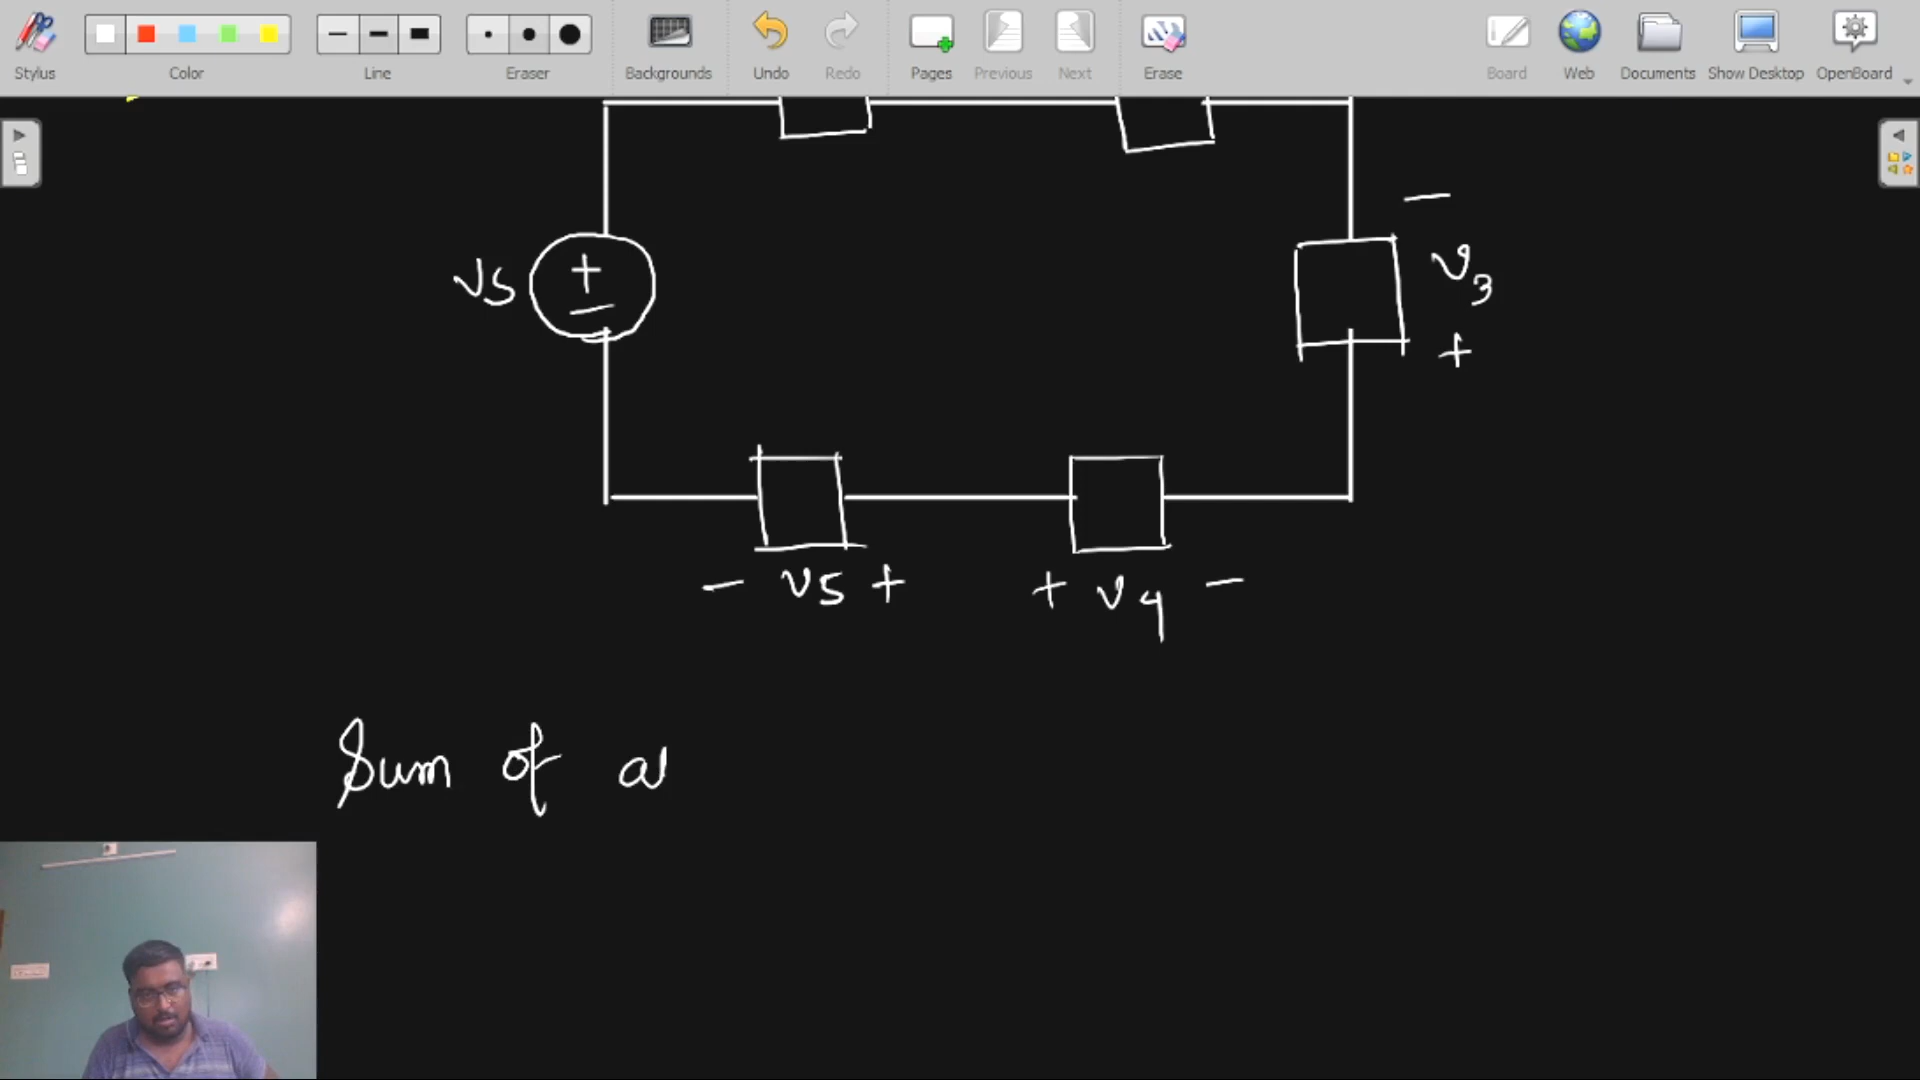 Stylus Color Line Eraser Backgrounds Undo Redo Pages Previous Next Erase Board Web Documents Show Desktop OpenBoard
−
VS + −
v3
+
− v5 + + v4 −
Sum of al